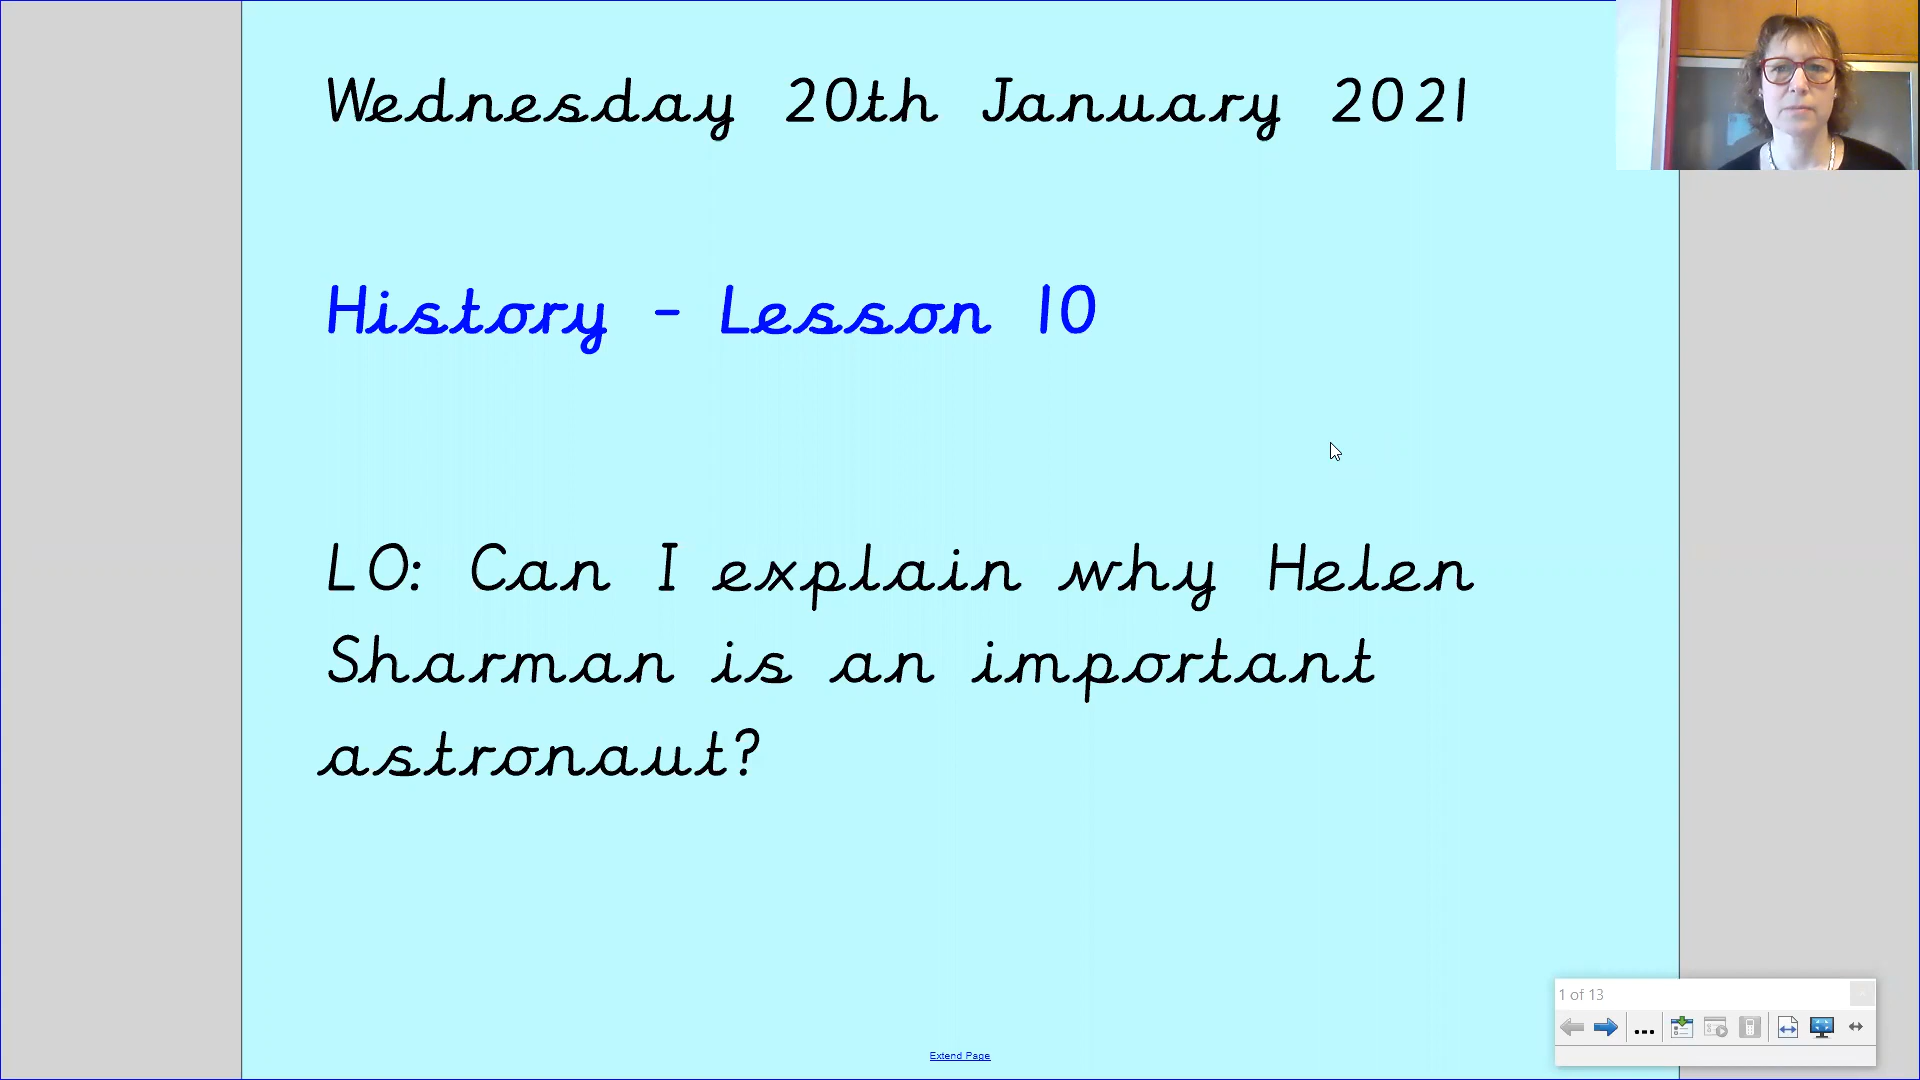 Wednesday 20th January 2021
History - Lesson 10
LO: Can I explain why Helen
Sharman is an important
astronaut?
1 of 13
Extend Page